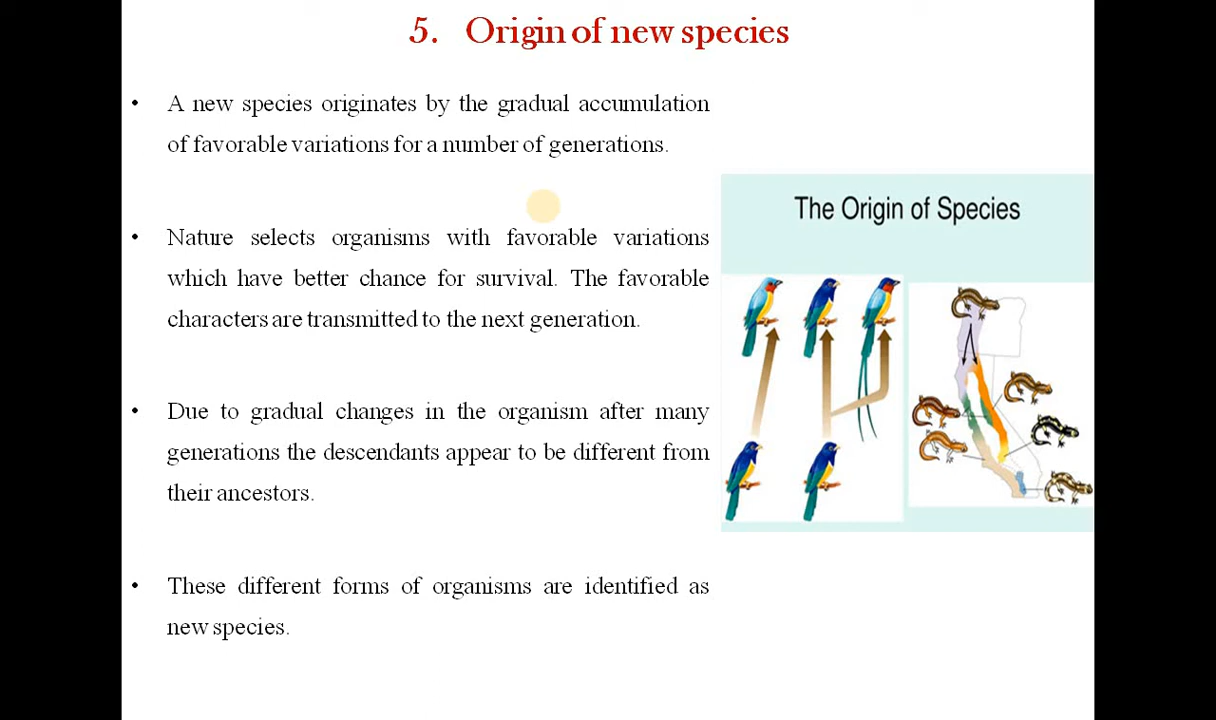 5. Origin of new species
• A new species originates by the gradual accumulation
of favorable variations for a number of generations.
• Nature selects organisms with favorable variations
which have better chance for survival. The favorable
characters are transmitted to the next generation.
• Due to gradual changes in the organism after many
generations the descendants appear to be different from
their ancestors.
• These different forms of organisms are identified as
new species.
The Origin of Species